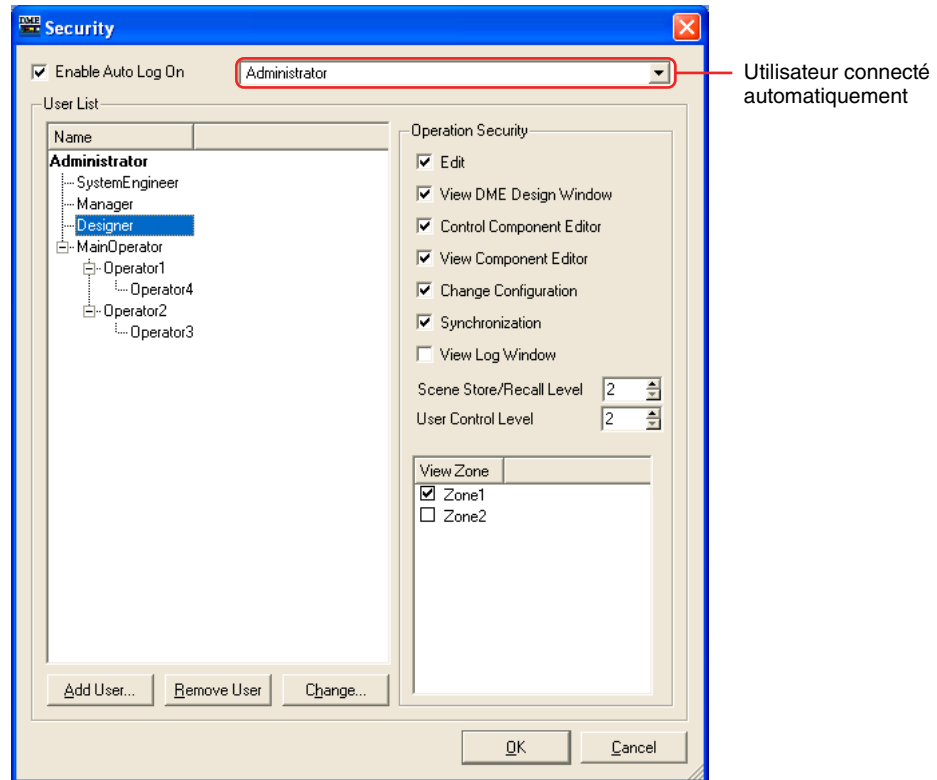 DME
Security
Enable Auto Log On
Administrator
Utilisateur connecté
automatiquement
User List
Name
Administrator
SystemEngineer
Manager
Designer
MainOperator
Operator1
Operator4
Operator2
Operator3
Operation Security
Edit
View DME Design Window
Control Component Editor
View Component Editor
Change Configuration
Synchronization
View Log Window
Scene Store/Recall Level 2
User Control Level 2
View Zone
Zone1
Zone2
Add User... Remove User Change...
OK Cancel